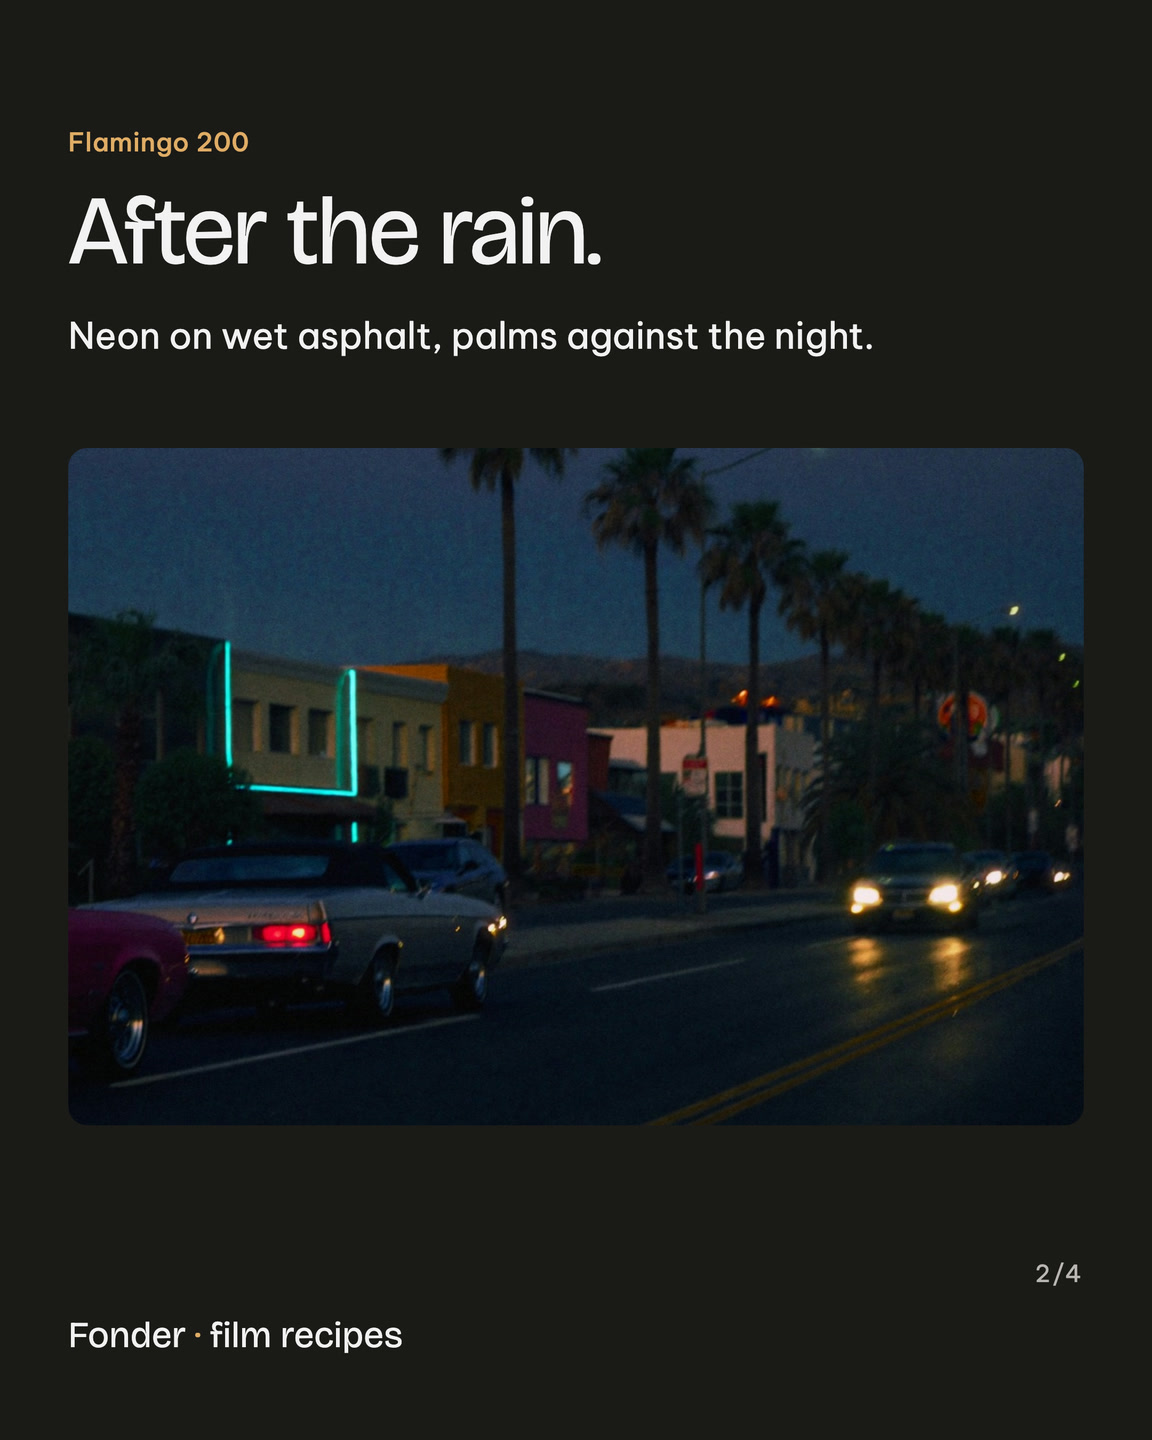 Flamingo 200
After the rain.
Neon on wet asphalt, palms against the night.
2/4
Fonder · film recipes